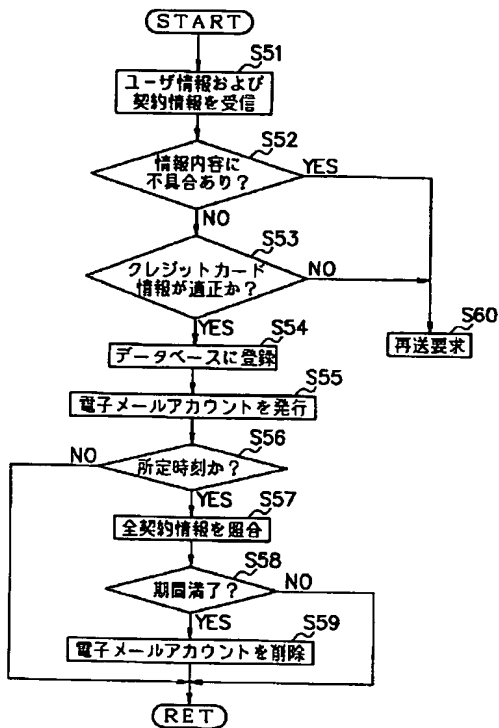 START
S51
ユーザ情報および
契約情報を受信
S52
情報内容に
不具合あり?
YES
NO
S53
クレジットカード
情報が適正か?
NO
YES
S60
再送要求
S54
データベースに登録
S55
電子メールアカウントを発行
S56
所定時刻か?
NO
YES
S57
全契約情報を照合
S58
期間満了?
NO
YES
S59
電子メールアカウントを削除
RET